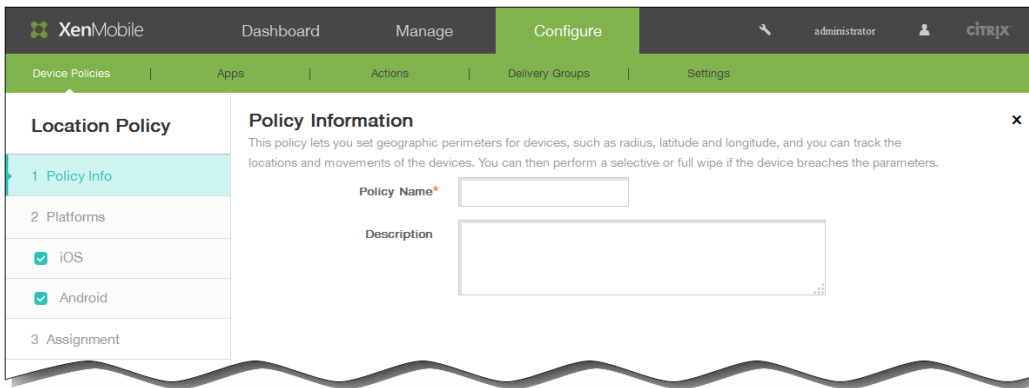 XenMobile Dashboard Manage Configure administrator CITRIX
Device Policies | Apps | Actions | Delivery Groups | Settings
Location Policy
1 Policy Info
2 Platforms
iOS
Android
3 Assignment
Policy Information
This policy lets you set geographic perimeters for devices, such as radius, latitude and longitude, and you can track the
locations and movements of the devices. You can then perform a selective or full wipe if the device breaches the parameters.
Policy Name*
Description